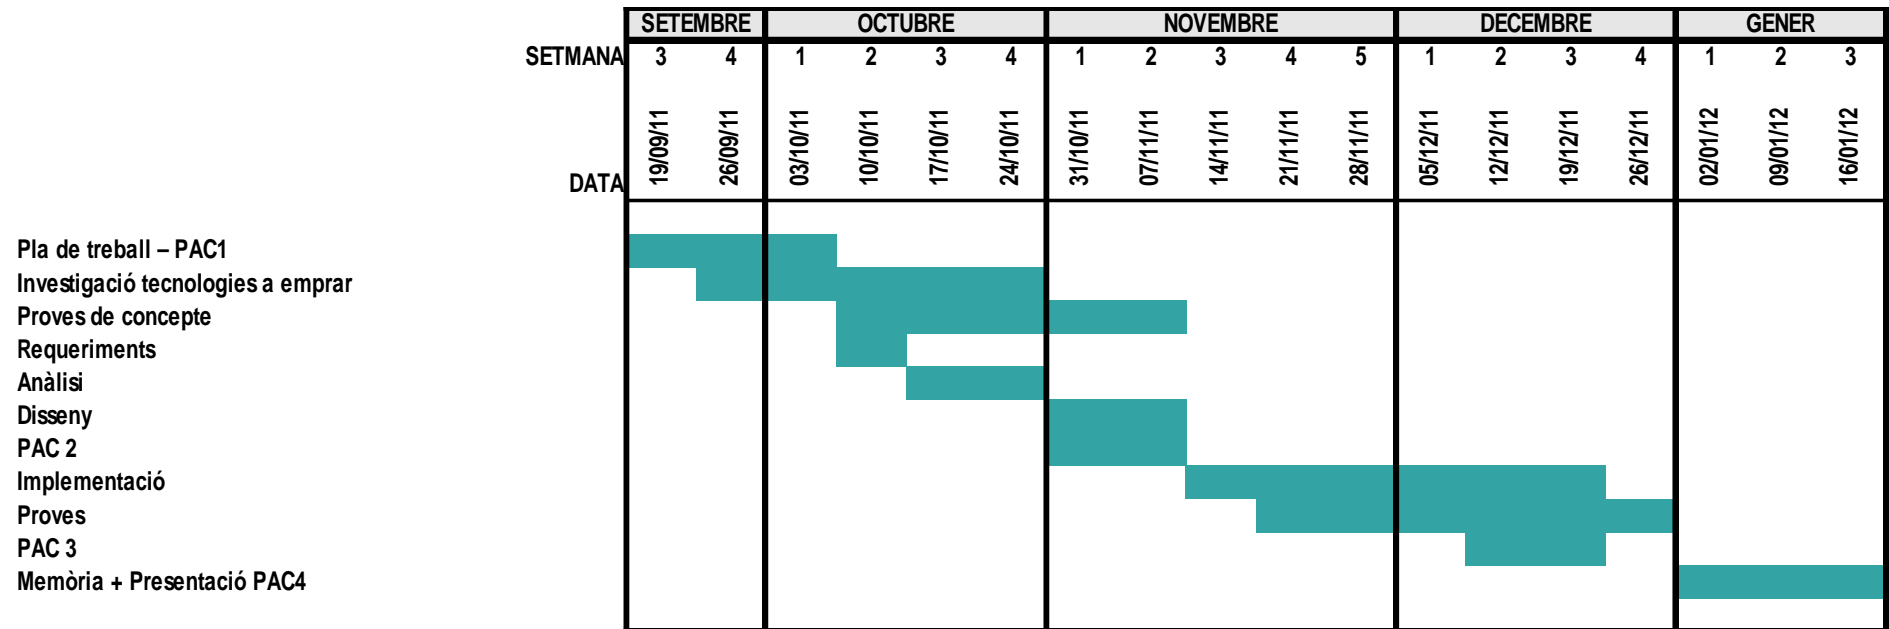 SETEMBRE OCTUBRE NOVEMBRE DECEMBRE GENER
SETMANA 3 4 1 2 3 4 1 2 3 4 5 1 2 3 4 1 2 3
DATA 19/09/11 26/09/11 03/10/11 10/10/11 17/10/11 24/10/11 31/10/11 07/11/11 14/11/11 21/11/11 28/11/11 05/12/11 12/12/11 19/12/11 26/12/11 02/01/12 09/01/12 16/01/12
Pla de treball – PAC1
Investigació tecnologies a emprar
Proves de concepte
Requeriments
Anàlisi
Disseny
PAC 2
Implementació
Proves
PAC 3
Memòria + Presentació PAC4